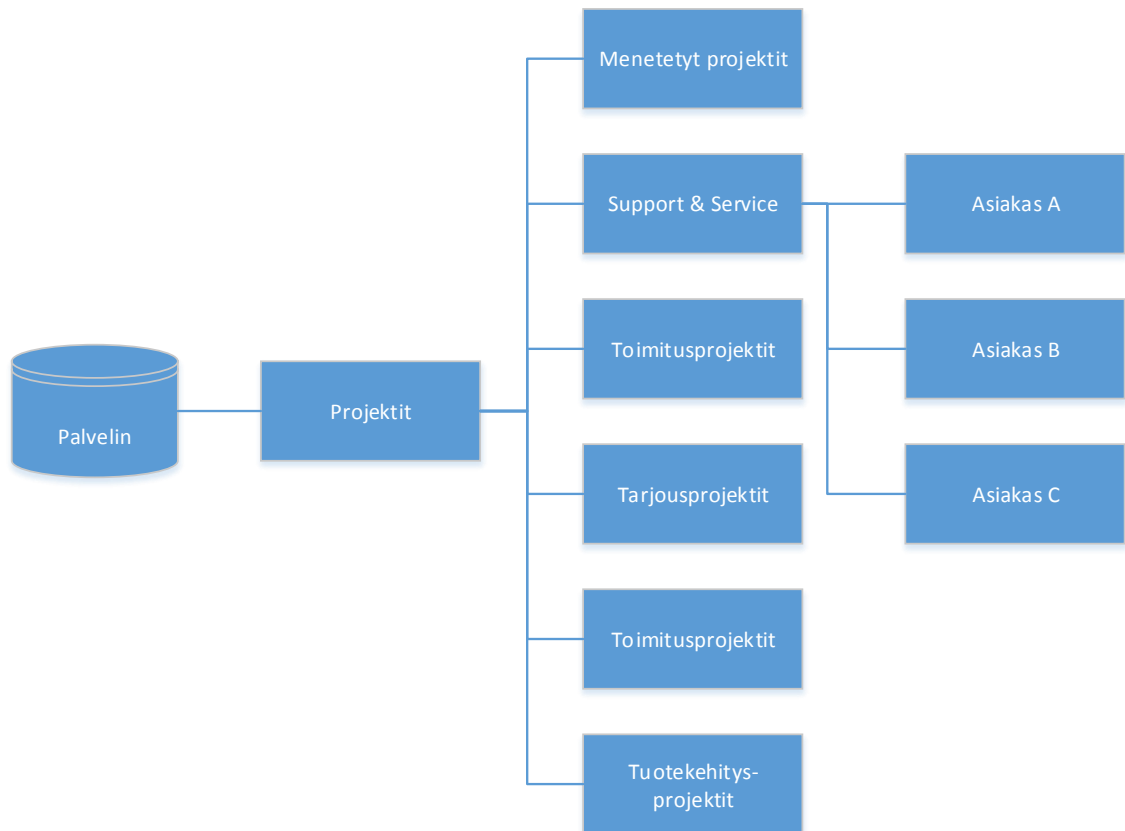 Menetetyt projektit
Support & Service
Asiakas A
Toimitusprojektit
Asiakas B
Palvelin
Projektit
Tarjousprojektit
Asiakas C
Toimitusprojektit
Tuotekehitys-
projektit